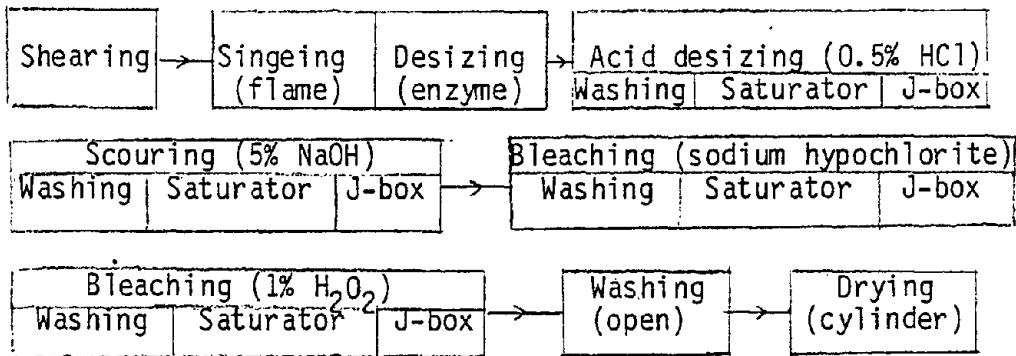 Shearing
Singeing
(flame)
Desizing
(enzyme)
Acid desizing (0.5% HCl)
Washing Saturator J-box
Scouring (5% NaOH)
Washing Saturator J-box
Bleaching (sodium hypochlorite)
Washing Saturator J-box
Bleaching (1% H₂O₂)
Washing Saturator J-box
Washing
(open)
Drying
(cylinder)